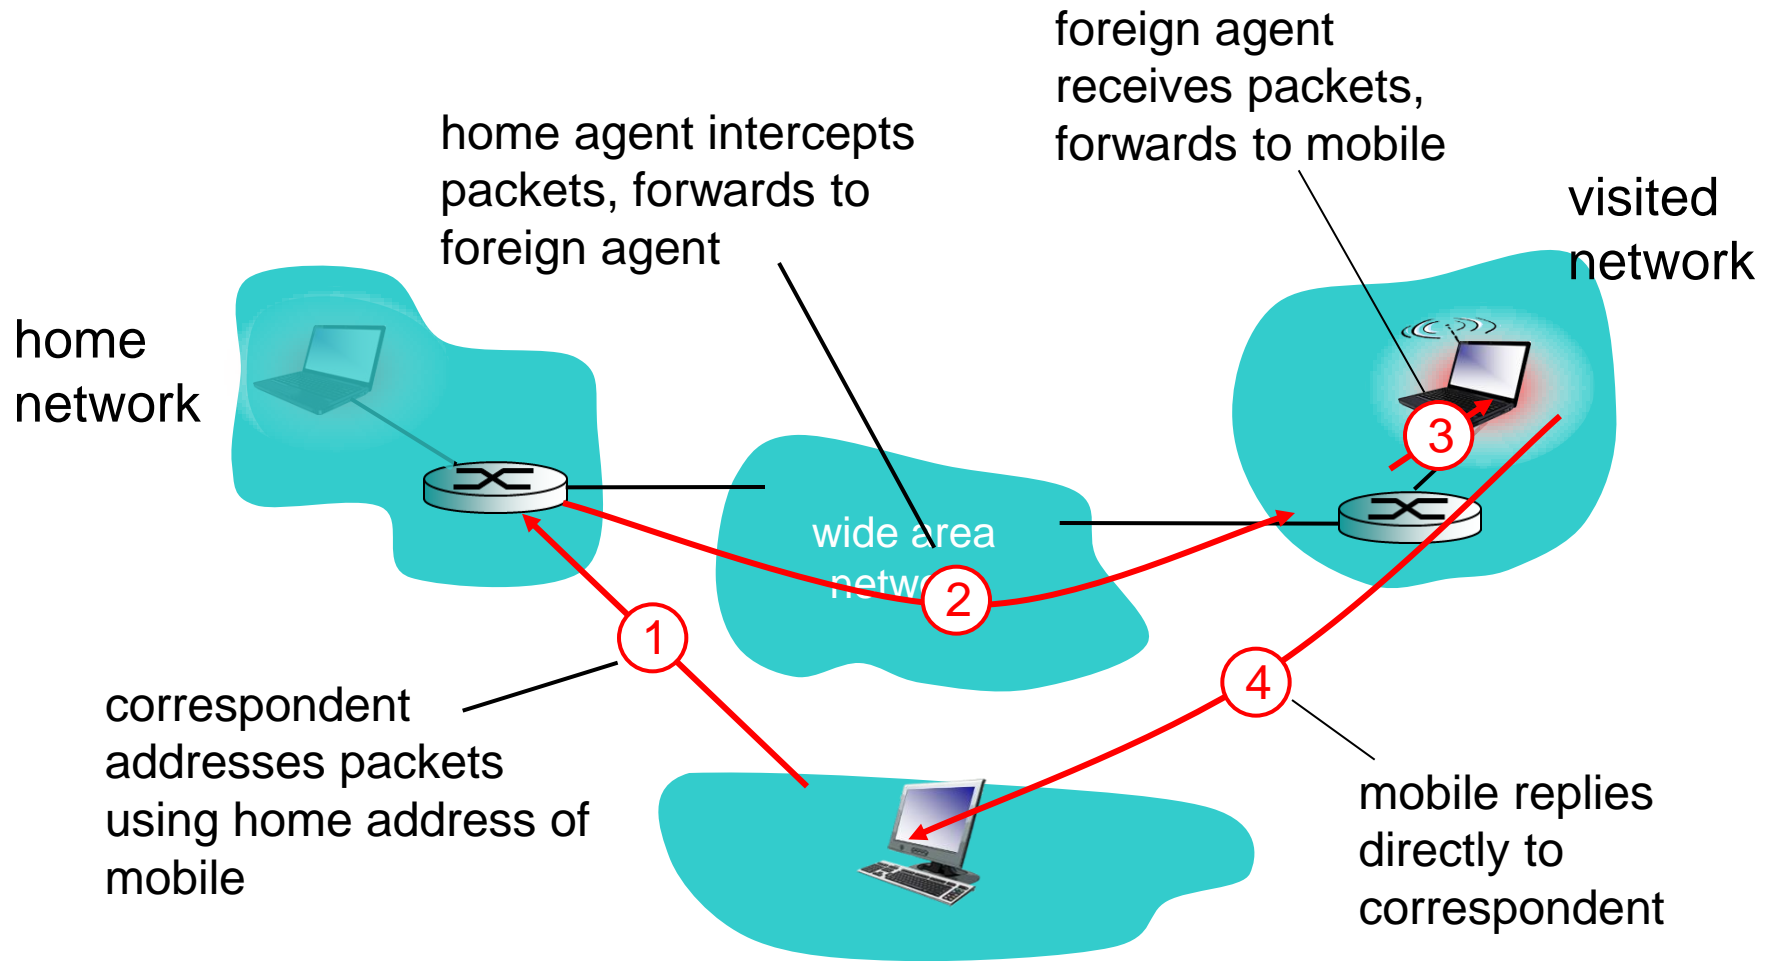 foreign agent
receives packets,
forwards to mobile
home agent intercepts
packets, forwards to
foreign agent
visited
network
home
network
wide area
3
2
1
4
correspondent
addresses packets
using home address of
mobile
mobile replies
directly to
correspondent